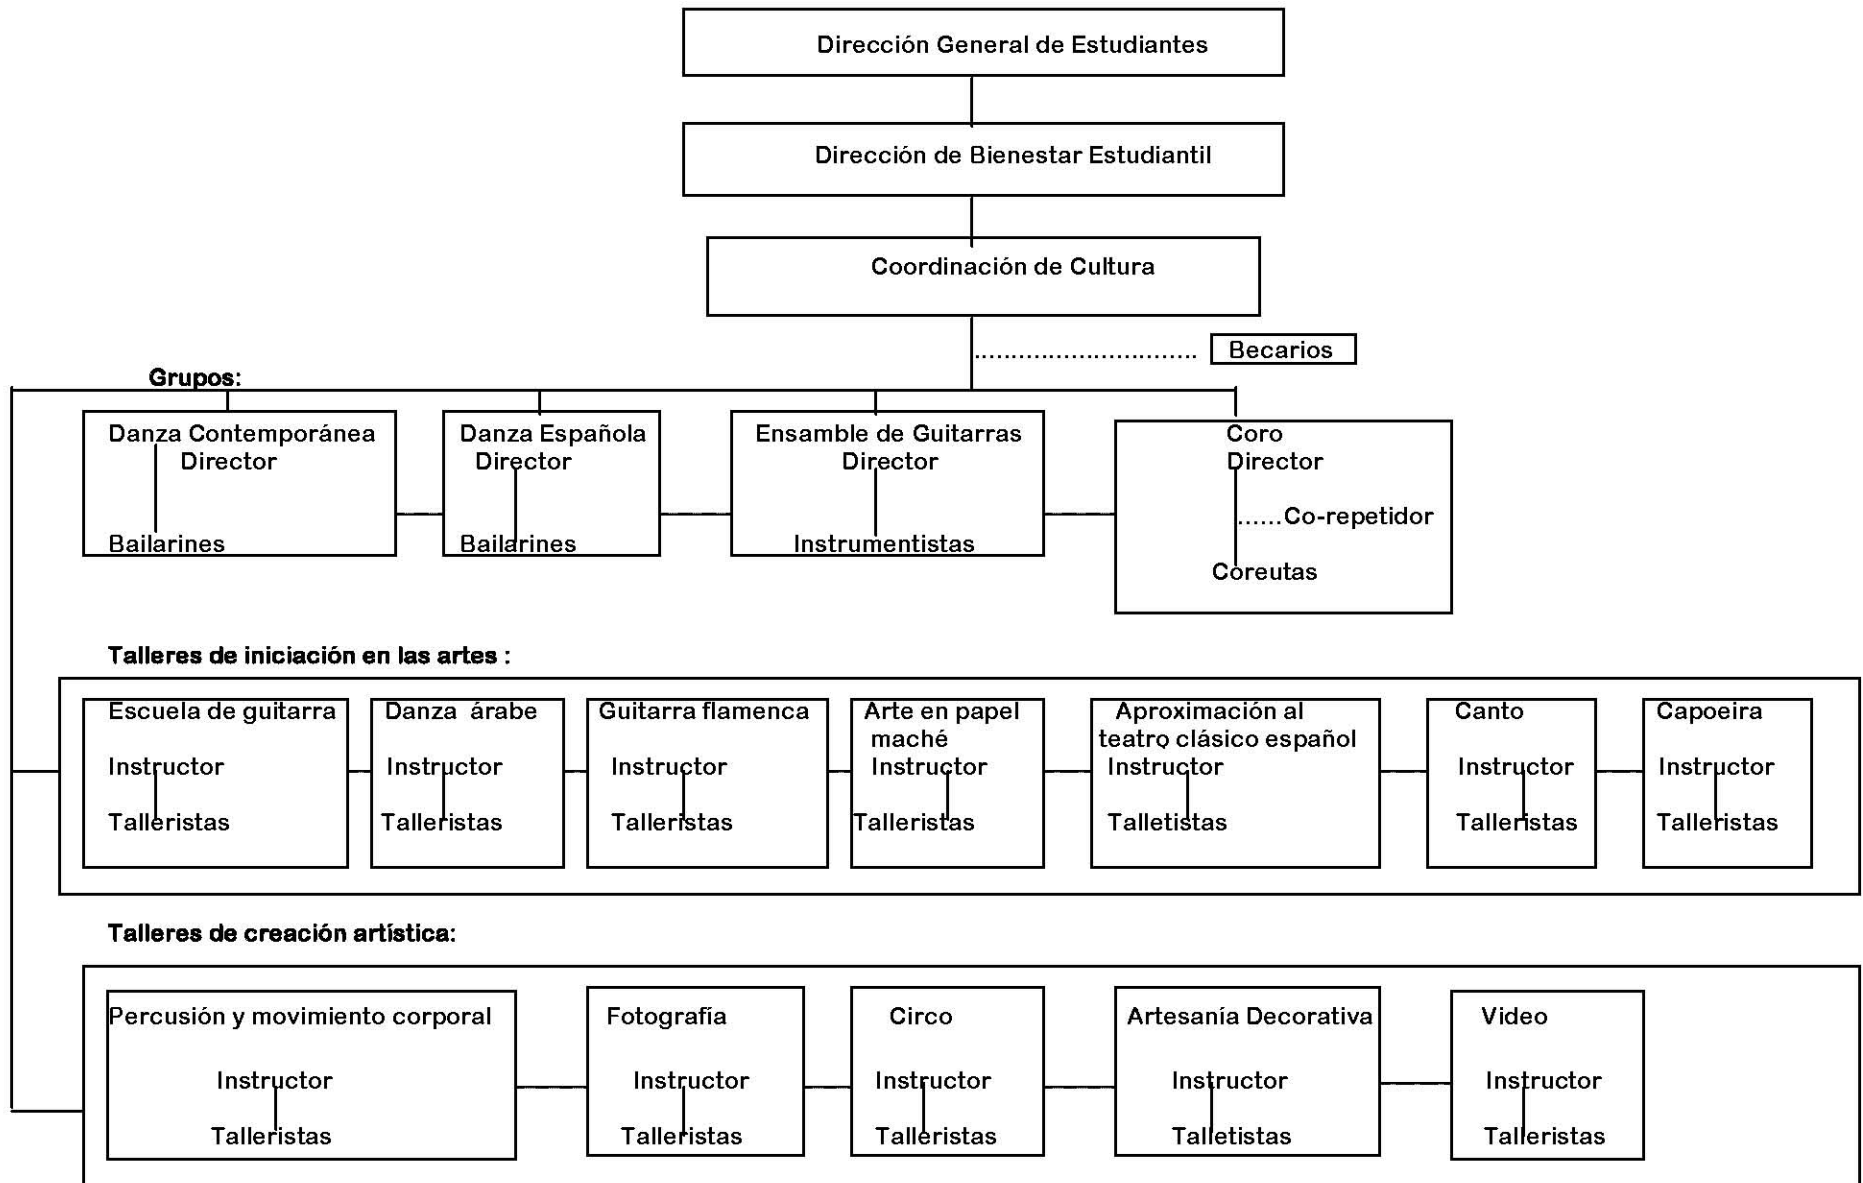 Dirección General de Estudiantes
Dirección de Bienestar Estudiantil
Coordinación de Cultura
.............................. Becarios
Grupos:
Danza Contemporánea
Director
Bailarines
Danza Española
Director
Bailarines
Ensamble de Guitarras
Director
Instrumentistas
Coro
Director
......Co-repetidor
Coreutas
Talleres de iniciación en las artes :
Escuela de guitarra
Instructor
Talleristas
Danza árabe
Instructor
Talleristas
Guitarra flamenca
Instructor
Talleristas
Arte en papel
maché
Instructor
Talleristas
Aproximación al
teatro clásico español
Instructor
Talletistas
Canto
Instructor
Talleristas
Capoeira
Instructor
Talleristas
Talleres de creación artística:
Percusión y movimiento corporal
Instructor
Talleristas
Fotografía
Instructor
Talleristas
Circo
Instructor
Talleristas
Artesanía Decorativa
Instructor
Talletistas
Video
Instructor
Talleristas